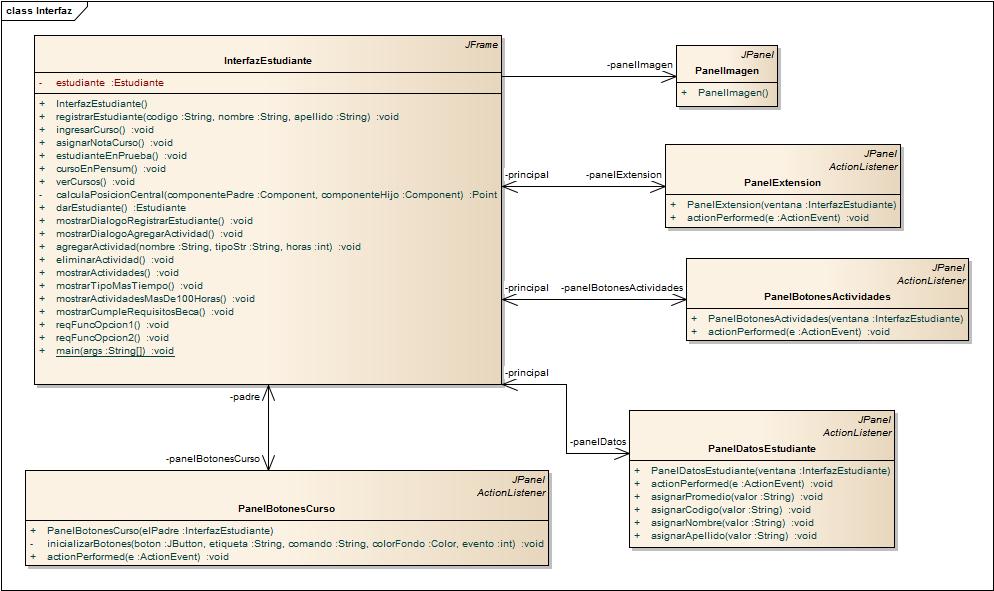 class Interfaz
JFrame
InterfazEstudiante
- estudiante :Estudiante
+ InterfazEstudiante()
+ registrarEstudiante(codigo :String, nombre :String, apellido :String) :void
+ ingresarCurso() :void
+ asignarNotaCurso() :void
+ estudianteEnPrueba() :void
+ cursoEnPensum() :void
+ verCursos() :void
- calculaPosicionCentral(componentePadre :Component, componenteHijo :Component) :Point
+ darEstudiante() :Estudiante
+ mostrarDialogoRegistrarEstudiante() :void
+ mostrarDialogoAgregarActividad() :void
+ agregarActividad(nombre :String, tipoStr :String, horas :int) :void
+ eliminarActividad() :void
+ mostrarActividades() :void
+ mostrarTipoMasTiempo() :void
+ mostrarActividadesMasDe100Horas() :void
+ mostrarCumpleRequisitosBeca() :void
+ reqFuncOpcion1() :void
+ reqFuncOpcion2() :void
+ main(args :String[]) :void
-panelImagen
JPanel
PanelImagen
+ PanelImagen()
-principal
-panelExtension
JPanel
ActionListener
PanelExtension
+ PanelExtension(ventana :InterfazEstudiante)
+ actionPerformed(e :ActionEvent) :void
-principal
-panelBotonesActividades
JPanel
ActionListener
PanelBotonesActividades
+ PanelBotonesActividades(ventana :InterfazEstudiante)
+ actionPerformed(e :ActionEvent) :void
-principal
-panelDatos
JPanel
ActionListener
PanelDatosEstudiante
+ PanelDatosEstudiante(ventana :InterfazEstudiante)
+ actionPerformed(e :ActionEvent) :void
+ asignarPromedio(valor :String) :void
+ asignarCodigo(valor :String) :void
+ asignarNombre(valor :String) :void
+ asignarApellido(valor :String) :void
-padre
-panelBotonesCurso
JPanel
ActionListener
PanelBotonesCurso
+ PanelBotonesCurso(elPadre :InterfazEstudiante)
- inicializarBotones(boton :JButton, etiqueta :String, comando :String, colorFondo :Color, evento :int) :void
+ actionPerformed(e :ActionEvent) :void